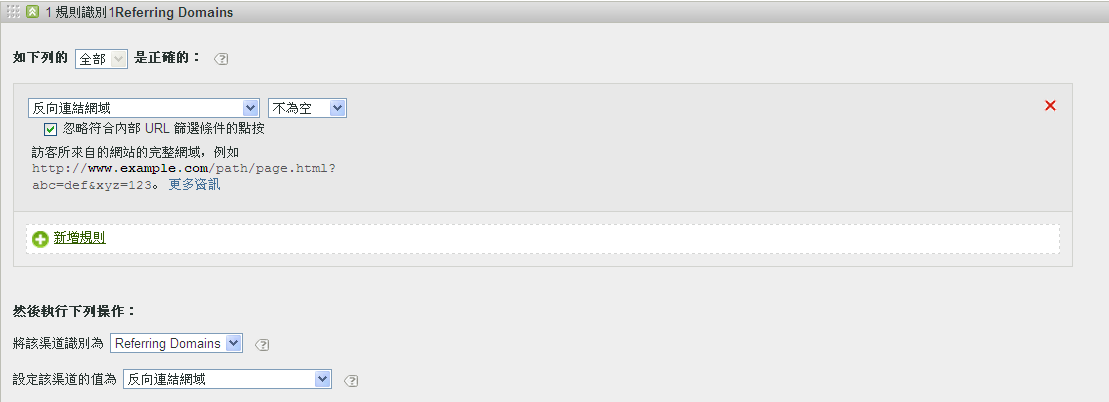 1 規則識別1Referring Domains
如下列的 全部 是正確的： ?
反向連結網域 不為空
忽略符合內部 URL 篩選條件的點按
訪客所來自的網站的完整網域，例如
http://www.example.com/path/page.html?
abc=def&xyz=123。 更多資訊
新增規則
然後執行下列操作：
將該渠道識別為 Referring Domains ?
設定該渠道的值為 反向連結網域 ?